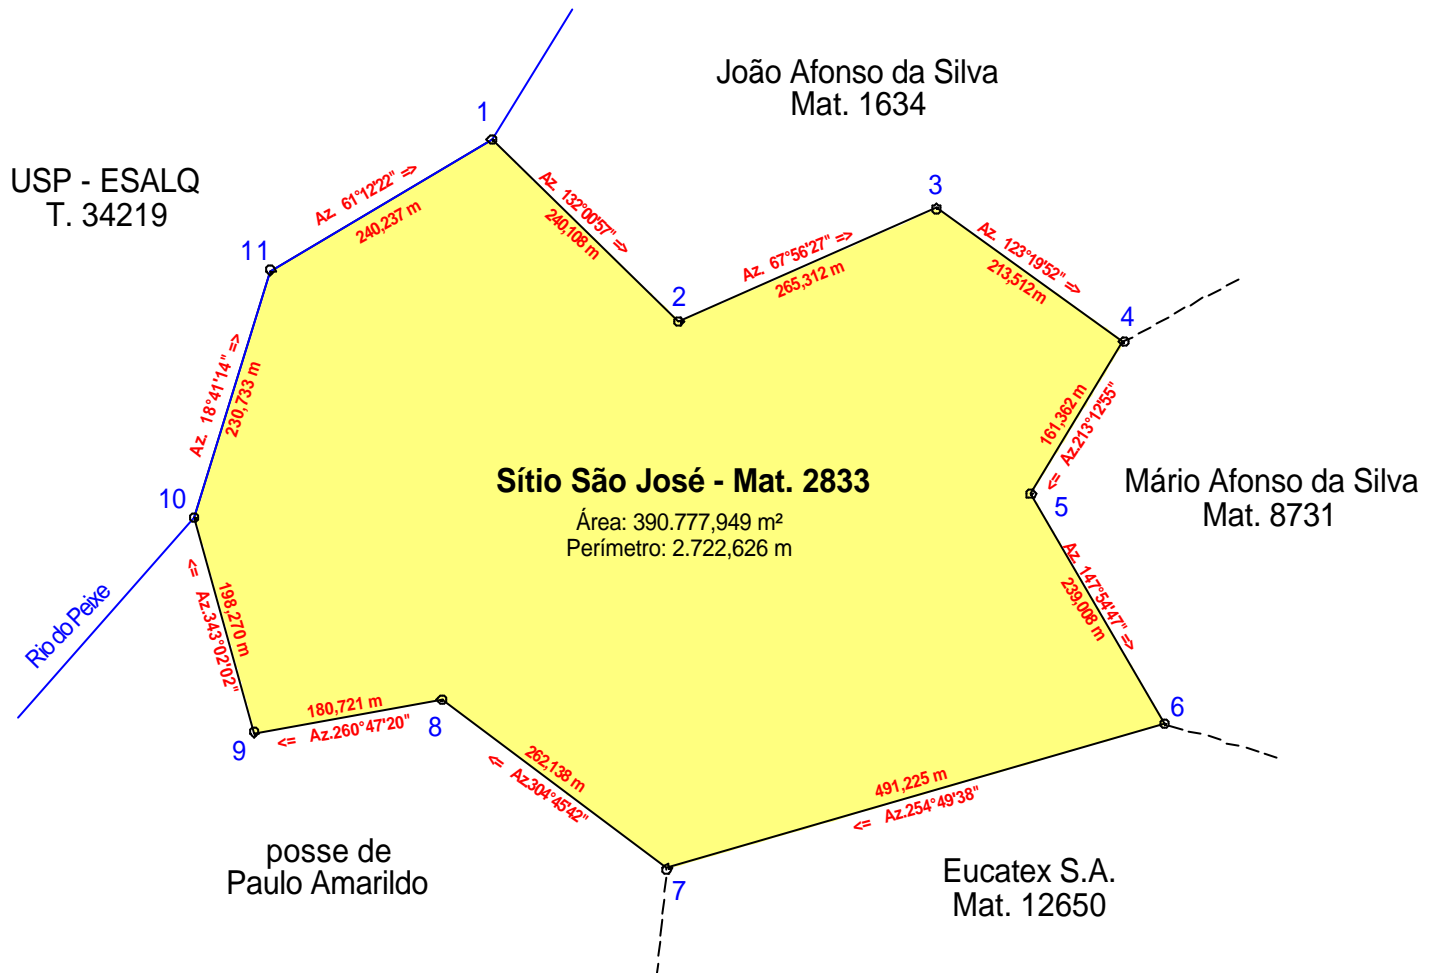 João Afonso da Silva
Mat. 1634
USP - ESALQ
T. 34219
1
Az. 61°12'22" =>
240,237 m
11
Az. 132°00'57" =>
240,108 m
2
Az. 67°56'27" =>
265,312 m
3
Az. 123°19'52" =>
213,512 m
4
161,362 m
<= Az.213°12'55"
5
Mário Afonso da Silva
Mat. 8731
Az. 18°41'14" =>
230,733 m
10
Sítio São José - Mat. 2833
Área: 390.777,949 m²
Perímetro: 2.722,626 m
Az. 147°54'47" =>
239,008 m
6
Rio do Peixe
198,270 m
<= Az.343°02'02"
9
180,721 m
<= Az.260°47'20"
8
262,138 m
<= Az.304°45'42"
491,225 m
<= Az.254°49'38"
7
posse de
Paulo Amarildo
Eucatex S.A.
Mat. 12650